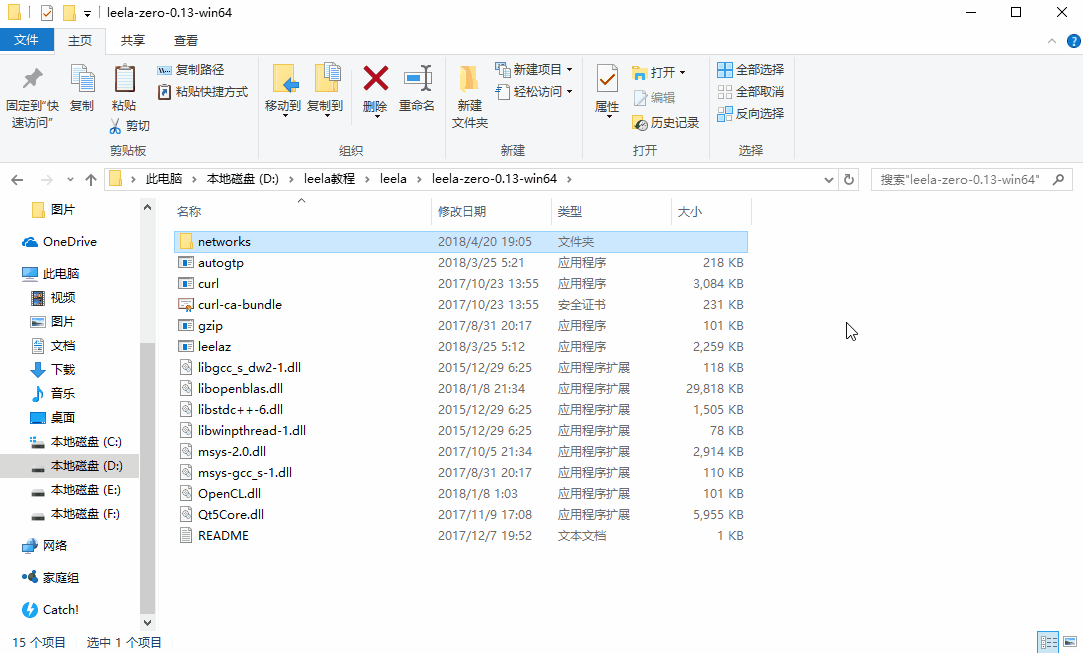 leela-zero-0.13-win64
文件 主页 共享 查看
固定到"快速访问"
复制
粘贴
复制路径
粘贴快捷方式
剪切
剪贴板
移动到
复制到
删除
重命名
组织
新建文件夹
新建项目
轻松访问
新建
属性
打开
编辑
历史记录
打开
全部选择
全部取消
反向选择
选择
此电脑 › 本地磁盘 (D:) › leela教程 › leela › leela-zero-0.13-win64 ›
搜索"leela-zero-0.13-win64"
图片
OneDrive
此电脑
视频
图片
文档
下载
音乐
桌面
本地磁盘 (C:)
本地磁盘 (D:)
本地磁盘 (E:)
本地磁盘 (F:)
网络
家庭组
Catch!
名称 修改日期 类型 大小
networks 2018/4/20 19:05 文件夹
autogtp 2018/3/25 5:21 应用程序 218 KB
curl 2017/10/23 13:55 应用程序 3,084 KB
curl-ca-bundle 2017/10/23 13:55 安全证书 231 KB
gzip 2017/8/31 20:17 应用程序 101 KB
leelaz 2018/3/25 5:12 应用程序 2,259 KB
libgcc_s_dw2-1.dll 2015/12/29 6:25 应用程序扩展 118 KB
libopenblas.dll 2018/1/8 21:34 应用程序扩展 29,818 KB
libstdc++-6.dll 2015/12/29 6:25 应用程序扩展 1,505 KB
libwinpthread-1.dll 2015/12/29 6:25 应用程序扩展 78 KB
msys-2.0.dll 2017/10/5 21:34 应用程序扩展 2,914 KB
msys-gcc_s-1.dll 2017/8/31 20:17 应用程序扩展 110 KB
OpenCL.dll 2018/1/8 1:03 应用程序扩展 101 KB
Qt5Core.dll 2017/11/9 17:08 应用程序扩展 5,955 KB
README 2017/12/7 19:52 文本文档 1 KB
15 个项目 选中 1 个项目